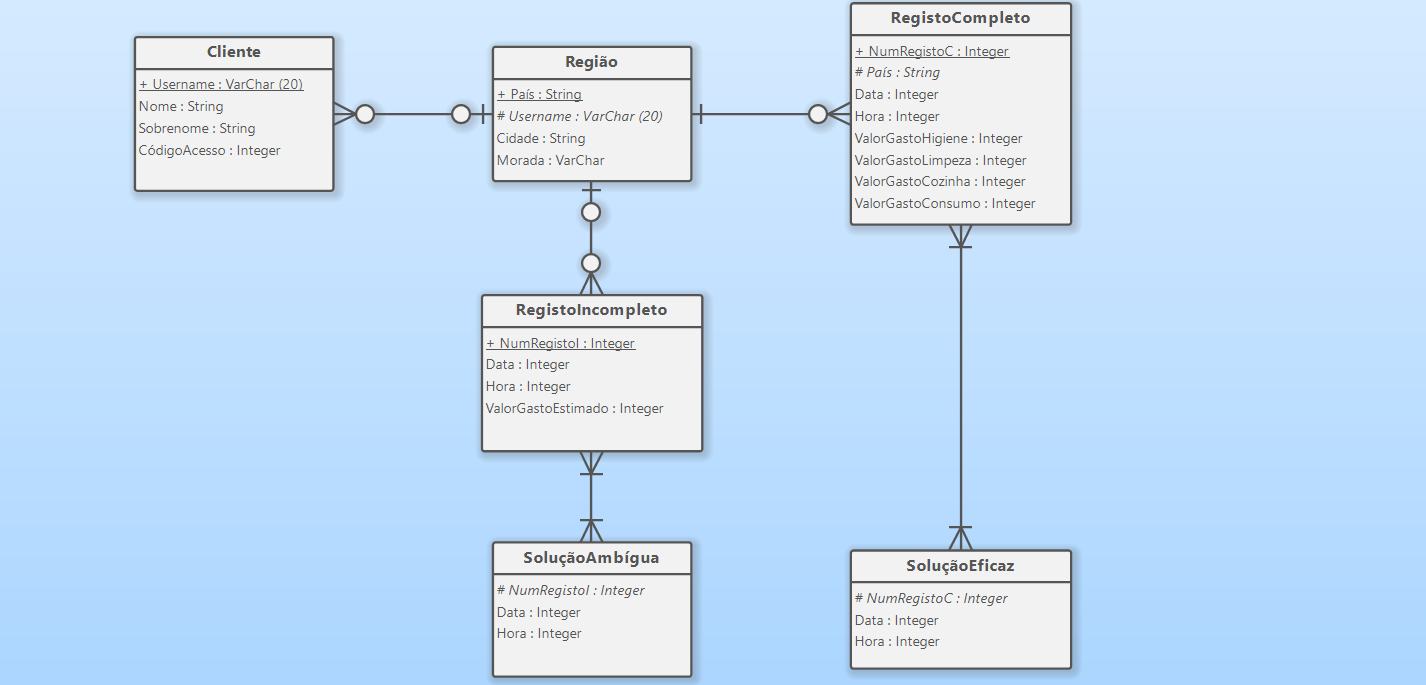 Cliente
+ Username : VarChar (20)
Nome : String
Sobrenome : String
CódigoAcesso : Integer
Região
+ País : String
# Username : VarChar (20)
Cidade : String
Morada : VarChar
RegistoCompleto
+ NumRegistoC : Integer
# País : String
Data : Integer
Hora : Integer
ValorGastoHigiene : Integer
ValorGastoLimpeza : Integer
ValorGastoCozinha : Integer
ValorGastoConsumo : Integer
RegistoIncompleto
+ NumRegistoI : Integer
Data : Integer
Hora : Integer
ValorGastoEstimado : Integer
SoluçãoAmbígua
# NumRegistoI : Integer
Data : Integer
Hora : Integer
SoluçãoEficaz
# NumRegistoC : Integer
Data : Integer
Hora : Integer